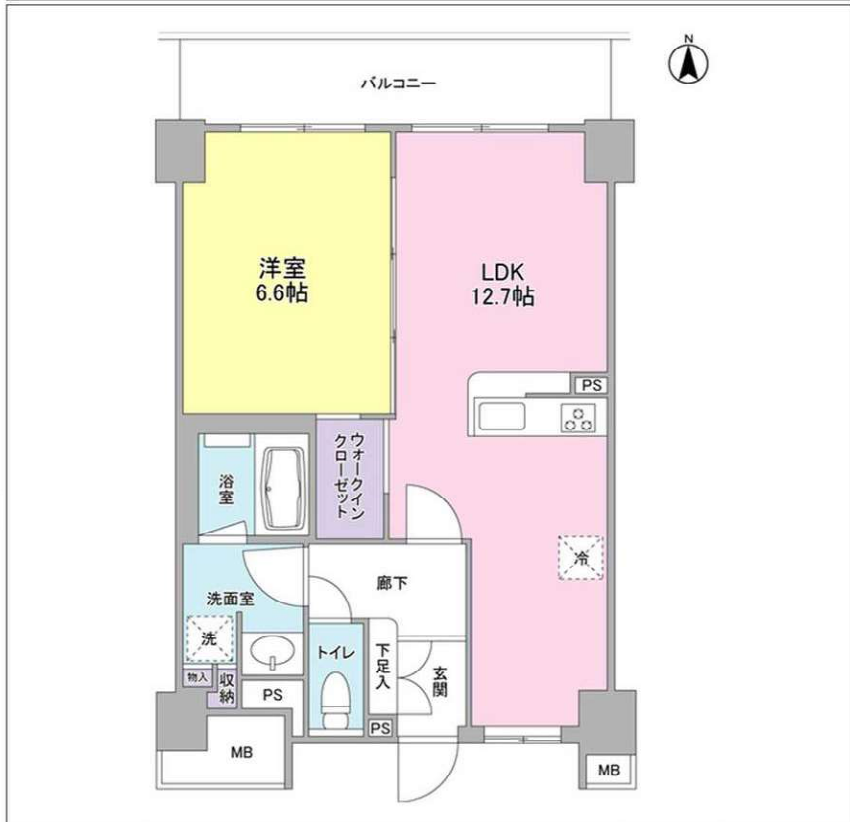 N
バルコニー
洋室
6.6帖
LDK
12.7帖
PS
ウォークイン
クローゼット
浴室
冷
廊下
洗面室
洗
トイレ
下足入
玄関
物入
収納
PS
PS
MB
MB